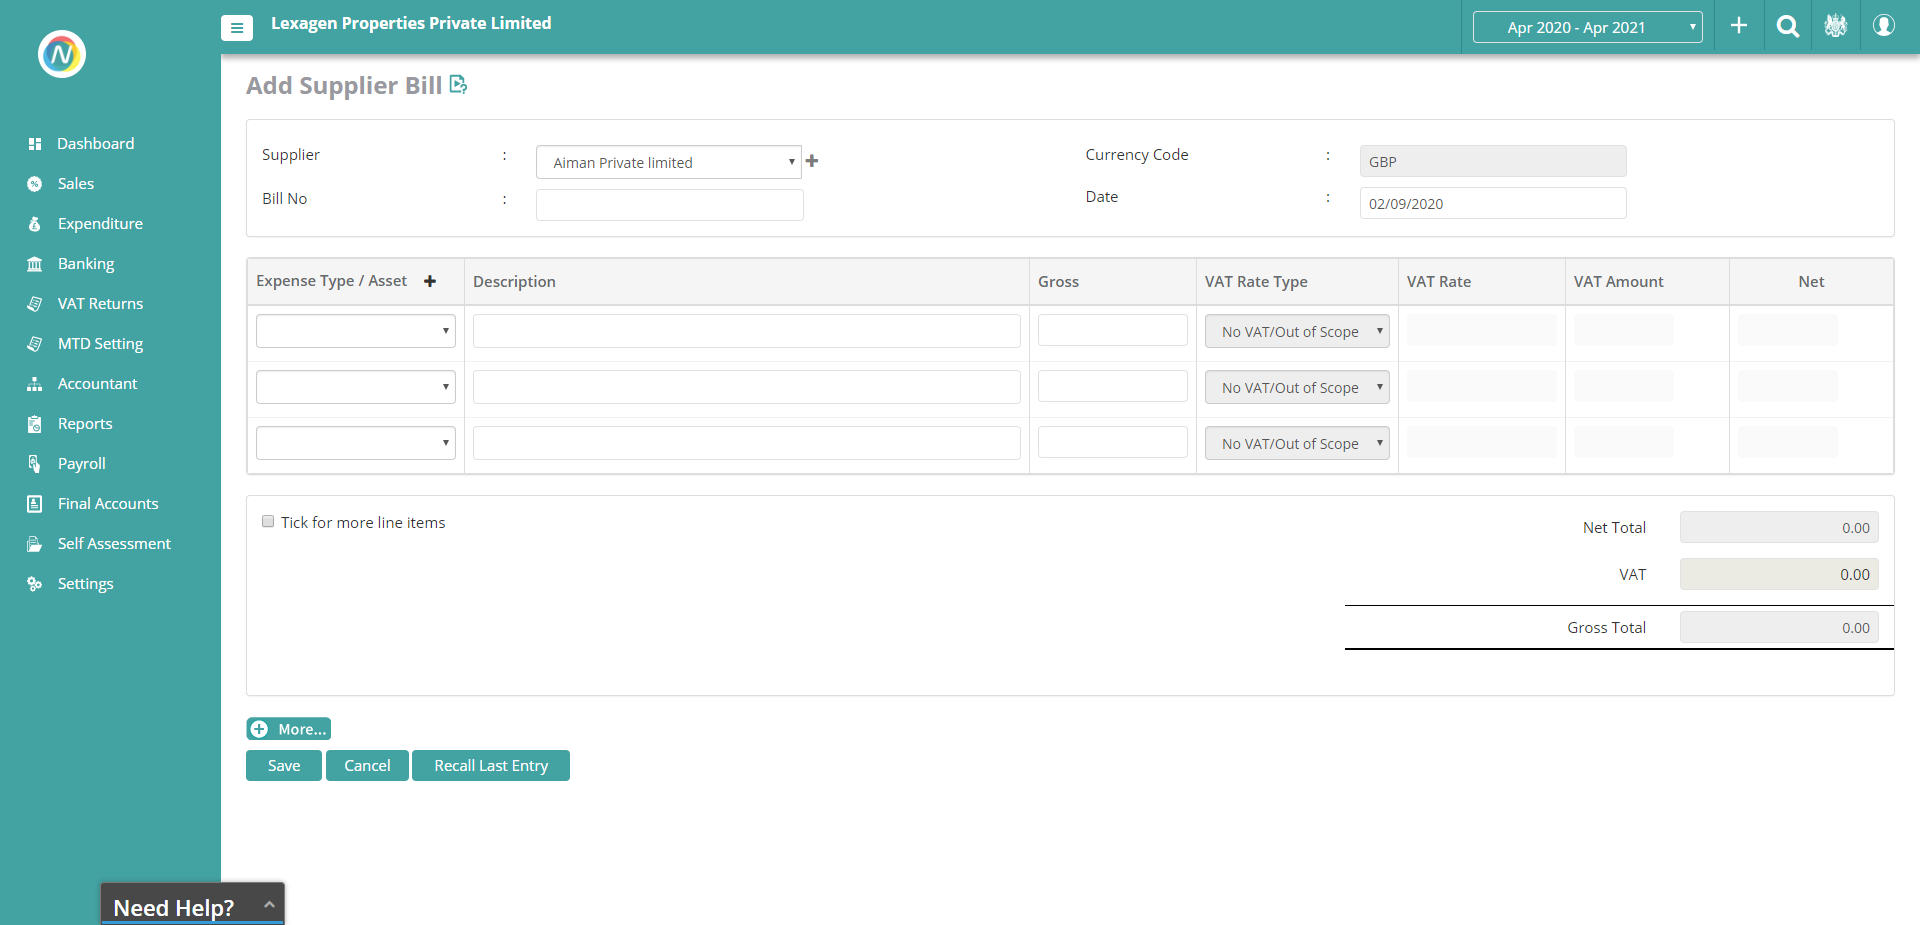 Lexagen Properties Private Limited
Apr 2020 - Apr 2021
N
Dashboard
Sales
Expenditure
Banking
VAT Returns
MTD Setting
Accountant
Reports
Payroll
Final Accounts
Self Assessment
Settings
Add Supplier Bill
Supplier : Aiman Private limited
Currency Code : GBP
Bill No :
Date : 02/09/2020
Expense Type / Asset Description Gross VAT Rate Type VAT Rate VAT Amount Net
No VAT/Out of Scope
No VAT/Out of Scope
No VAT/Out of Scope
Tick for more line items
Net Total 0.00
VAT 0.00
Gross Total 0.00
More...
Save Cancel Recall Last Entry
Need Help?